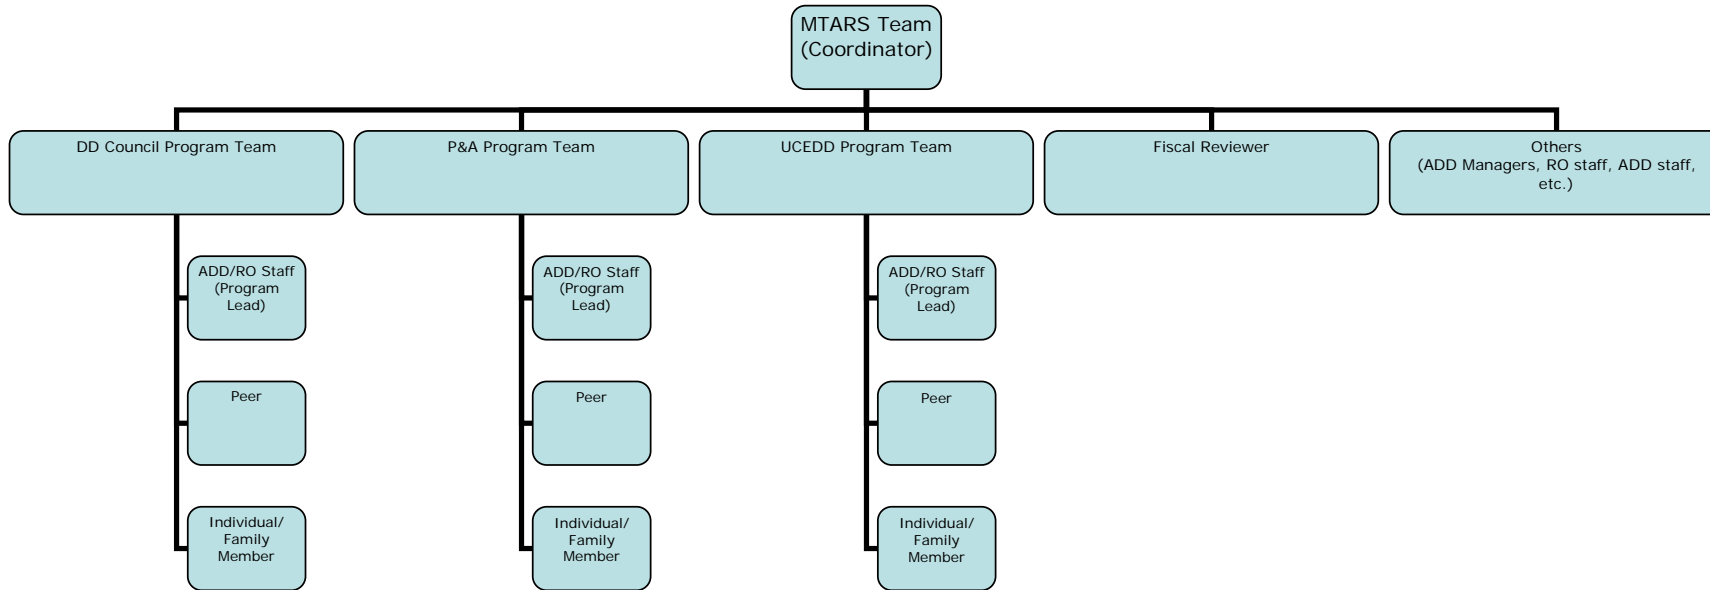 MTARS Team
(Coordinator)
DD Council Program Team
P&A Program Team
UCEDD Program Team
Fiscal Reviewer
Others
(ADD Managers, RO staff, ADD staff,
etc.)
ADD/RO Staff
(Program
Lead)
ADD/RO Staff
(Program
Lead)
ADD/RO Staff
(Program
Lead)
Peer
Peer
Peer
Individual/
Family
Member
Individual/
Family
Member
Individual/
Family
Member